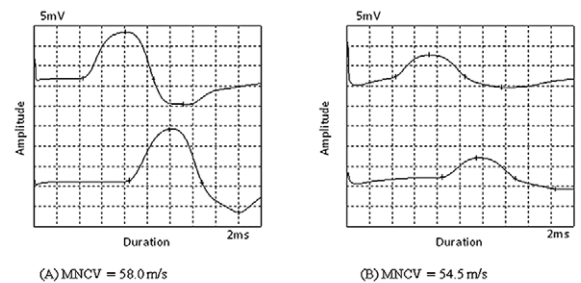 5mV
Amplitude
Duration
2ms
(A) MNCV = 58.0 m/s
5mV
Amplitude
Duration
2ms
(B) MNCV = 54.5 m/s